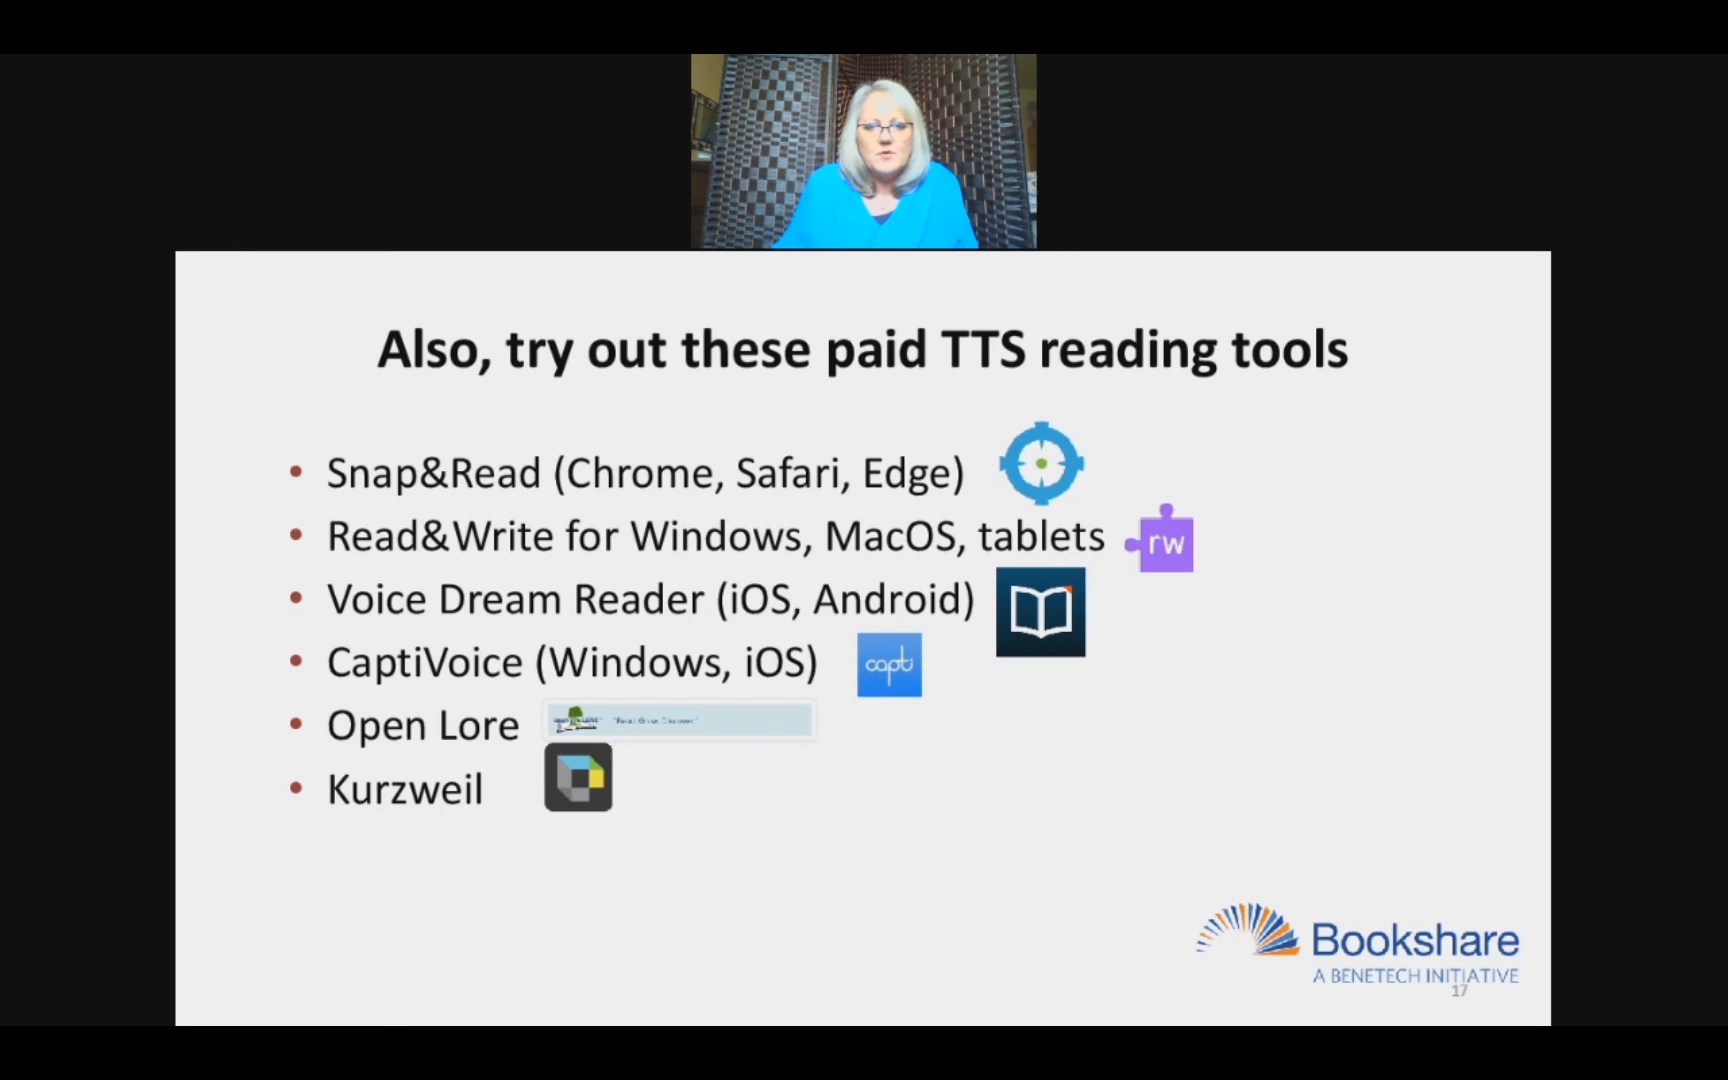 Also, try out these paid TTS reading tools
• Snap&Read (Chrome, Safari, Edge)
• Read&Write for Windows, MacOS, tablets
rw
• Voice Dream Reader (iOS, Android)
• CaptiVoice (Windows, iOS)
capti
• Open Lore
• Kurzweil
Bookshare
A BENETECH INITIATIVE
17